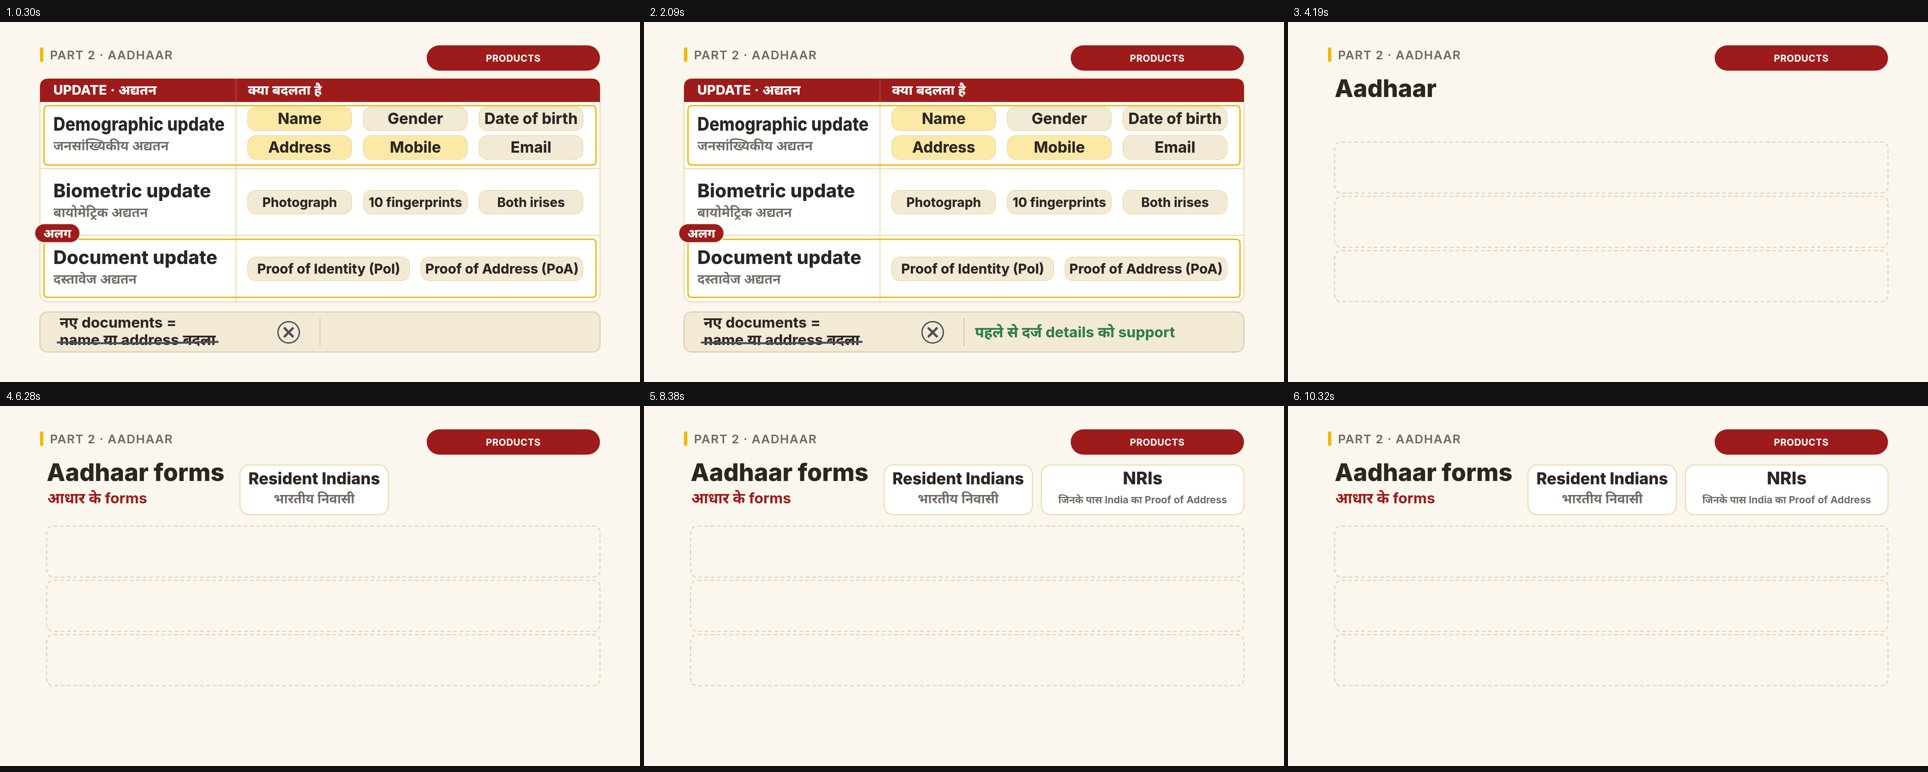 1. 0.30s
PART 2 · AADHAAR
PRODUCTS
UPDATE · अद्यतन
क्या बदलता है
Demographic update
जनसांख्यिकीय अद्यतन
Name
Gender
Date of birth
Address
Mobile
Email
Biometric update
बायोमेट्रिक अद्यतन
Photograph
10 fingerprints
Both irises
अलग
Document update
दस्तावेज अद्यतन
Proof of Identity (PoI)
Proof of Address (PoA)
नए documents =
name या address बदला
2. 2.09s
PART 2 · AADHAAR
PRODUCTS
UPDATE · अद्यतन
क्या बदलता है
Demographic update
जनसांख्यिकीय अद्यतन
Name
Gender
Date of birth
Address
Mobile
Email
Biometric update
बायोमेट्रिक अद्यतन
Photograph
10 fingerprints
Both irises
अलग
Document update
दस्तावेज अद्यतन
Proof of Identity (PoI)
Proof of Address (PoA)
नए documents =
name या address बदला
पहले से दर्ज details को support
3. 4.19s
PART 2 · AADHAAR
PRODUCTS
Aadhaar
4. 6.28s
PART 2 · AADHAAR
PRODUCTS
Aadhaar forms
आधार के forms
Resident Indians
भारतीय निवासी
5. 8.38s
PART 2 · AADHAAR
PRODUCTS
Aadhaar forms
आधार के forms
Resident Indians
भारतीय निवासी
NRIs
जिनके पास India का Proof of Address
6. 10.32s
PART 2 · AADHAAR
PRODUCTS
Aadhaar forms
आधार के forms
Resident Indians
भारतीय निवासी
NRIs
जिनके पास India का Proof of Address